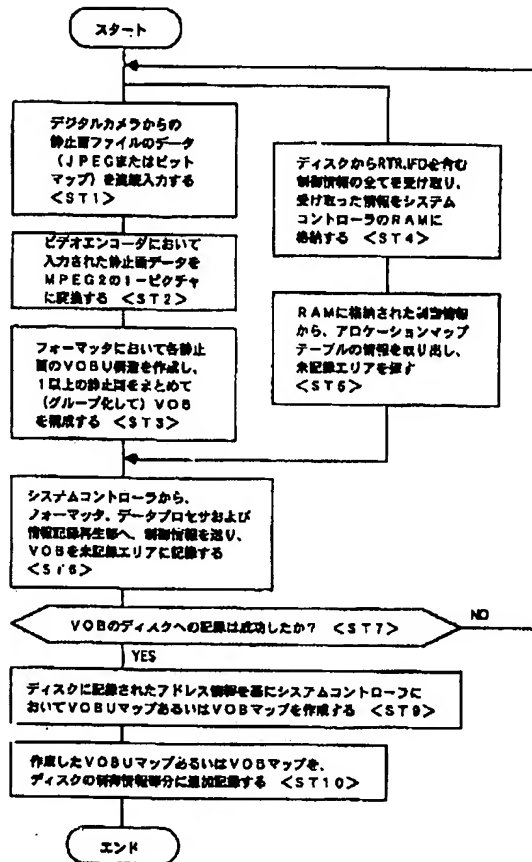 スタート
デジタルカメラからの
静止画ファイルのデータ
(JPEGまたはビット
マップ)を連続入力する
<ST1>
ビデオエンコーダにおいて
入力された静止画データを
MPEG2のI-ピクチャ
に変換する <ST2>
フォーマッタにおいて各静止
画のVOBU構造を作成し、
1以上の静止画をまとめて
(グループ化して)VOB
を構成する <ST3>
ディスクからRTR.IFOを含む
制御情報の全てを受け取り、
受け取った情報をシステム
コントローラのRAMに
格納する <ST4>
RAMに格納された制御情報
から、アロケーションマップ
テーブルの情報を取り出し、
未記録エリアを探す
<ST5>
システムコントローラから、
フォーマッタ、データプロセサおよび
情報記録再生部へ、制御情報を送り、
VOBを未記録エリアに記録する
<ST6>
VOBのディスクへの記録は成功したか? <ST7>
NO
YES
ディスクに記録されたアドレス情報を基にシステムコントローラに
おいてVOBUマップあるいはVOBマップを作成する <ST9>
作成したVOBUマップあるいはVOBマップを、
ディスクの制御情報部分に追加記録する <ST10>
エンド